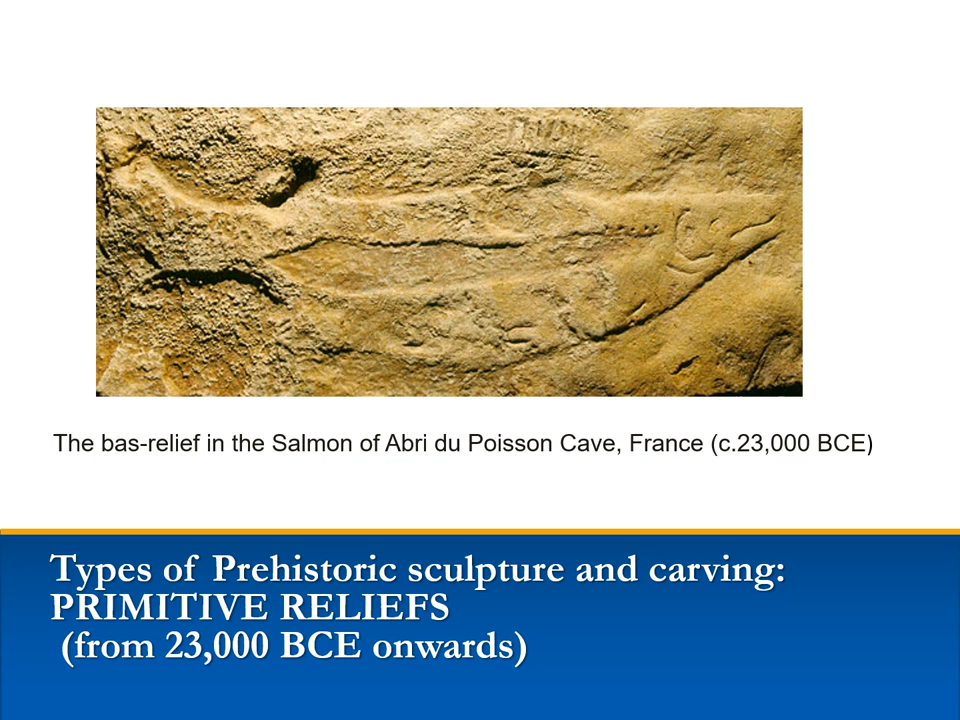 The bas-relief in the Salmon of Abri du Poisson Cave, France (c.23,000 BCE)
Types of Prehistoric sculpture and carving:
PRIMITIVE RELIEFS
(from 23,000 BCE onwards)